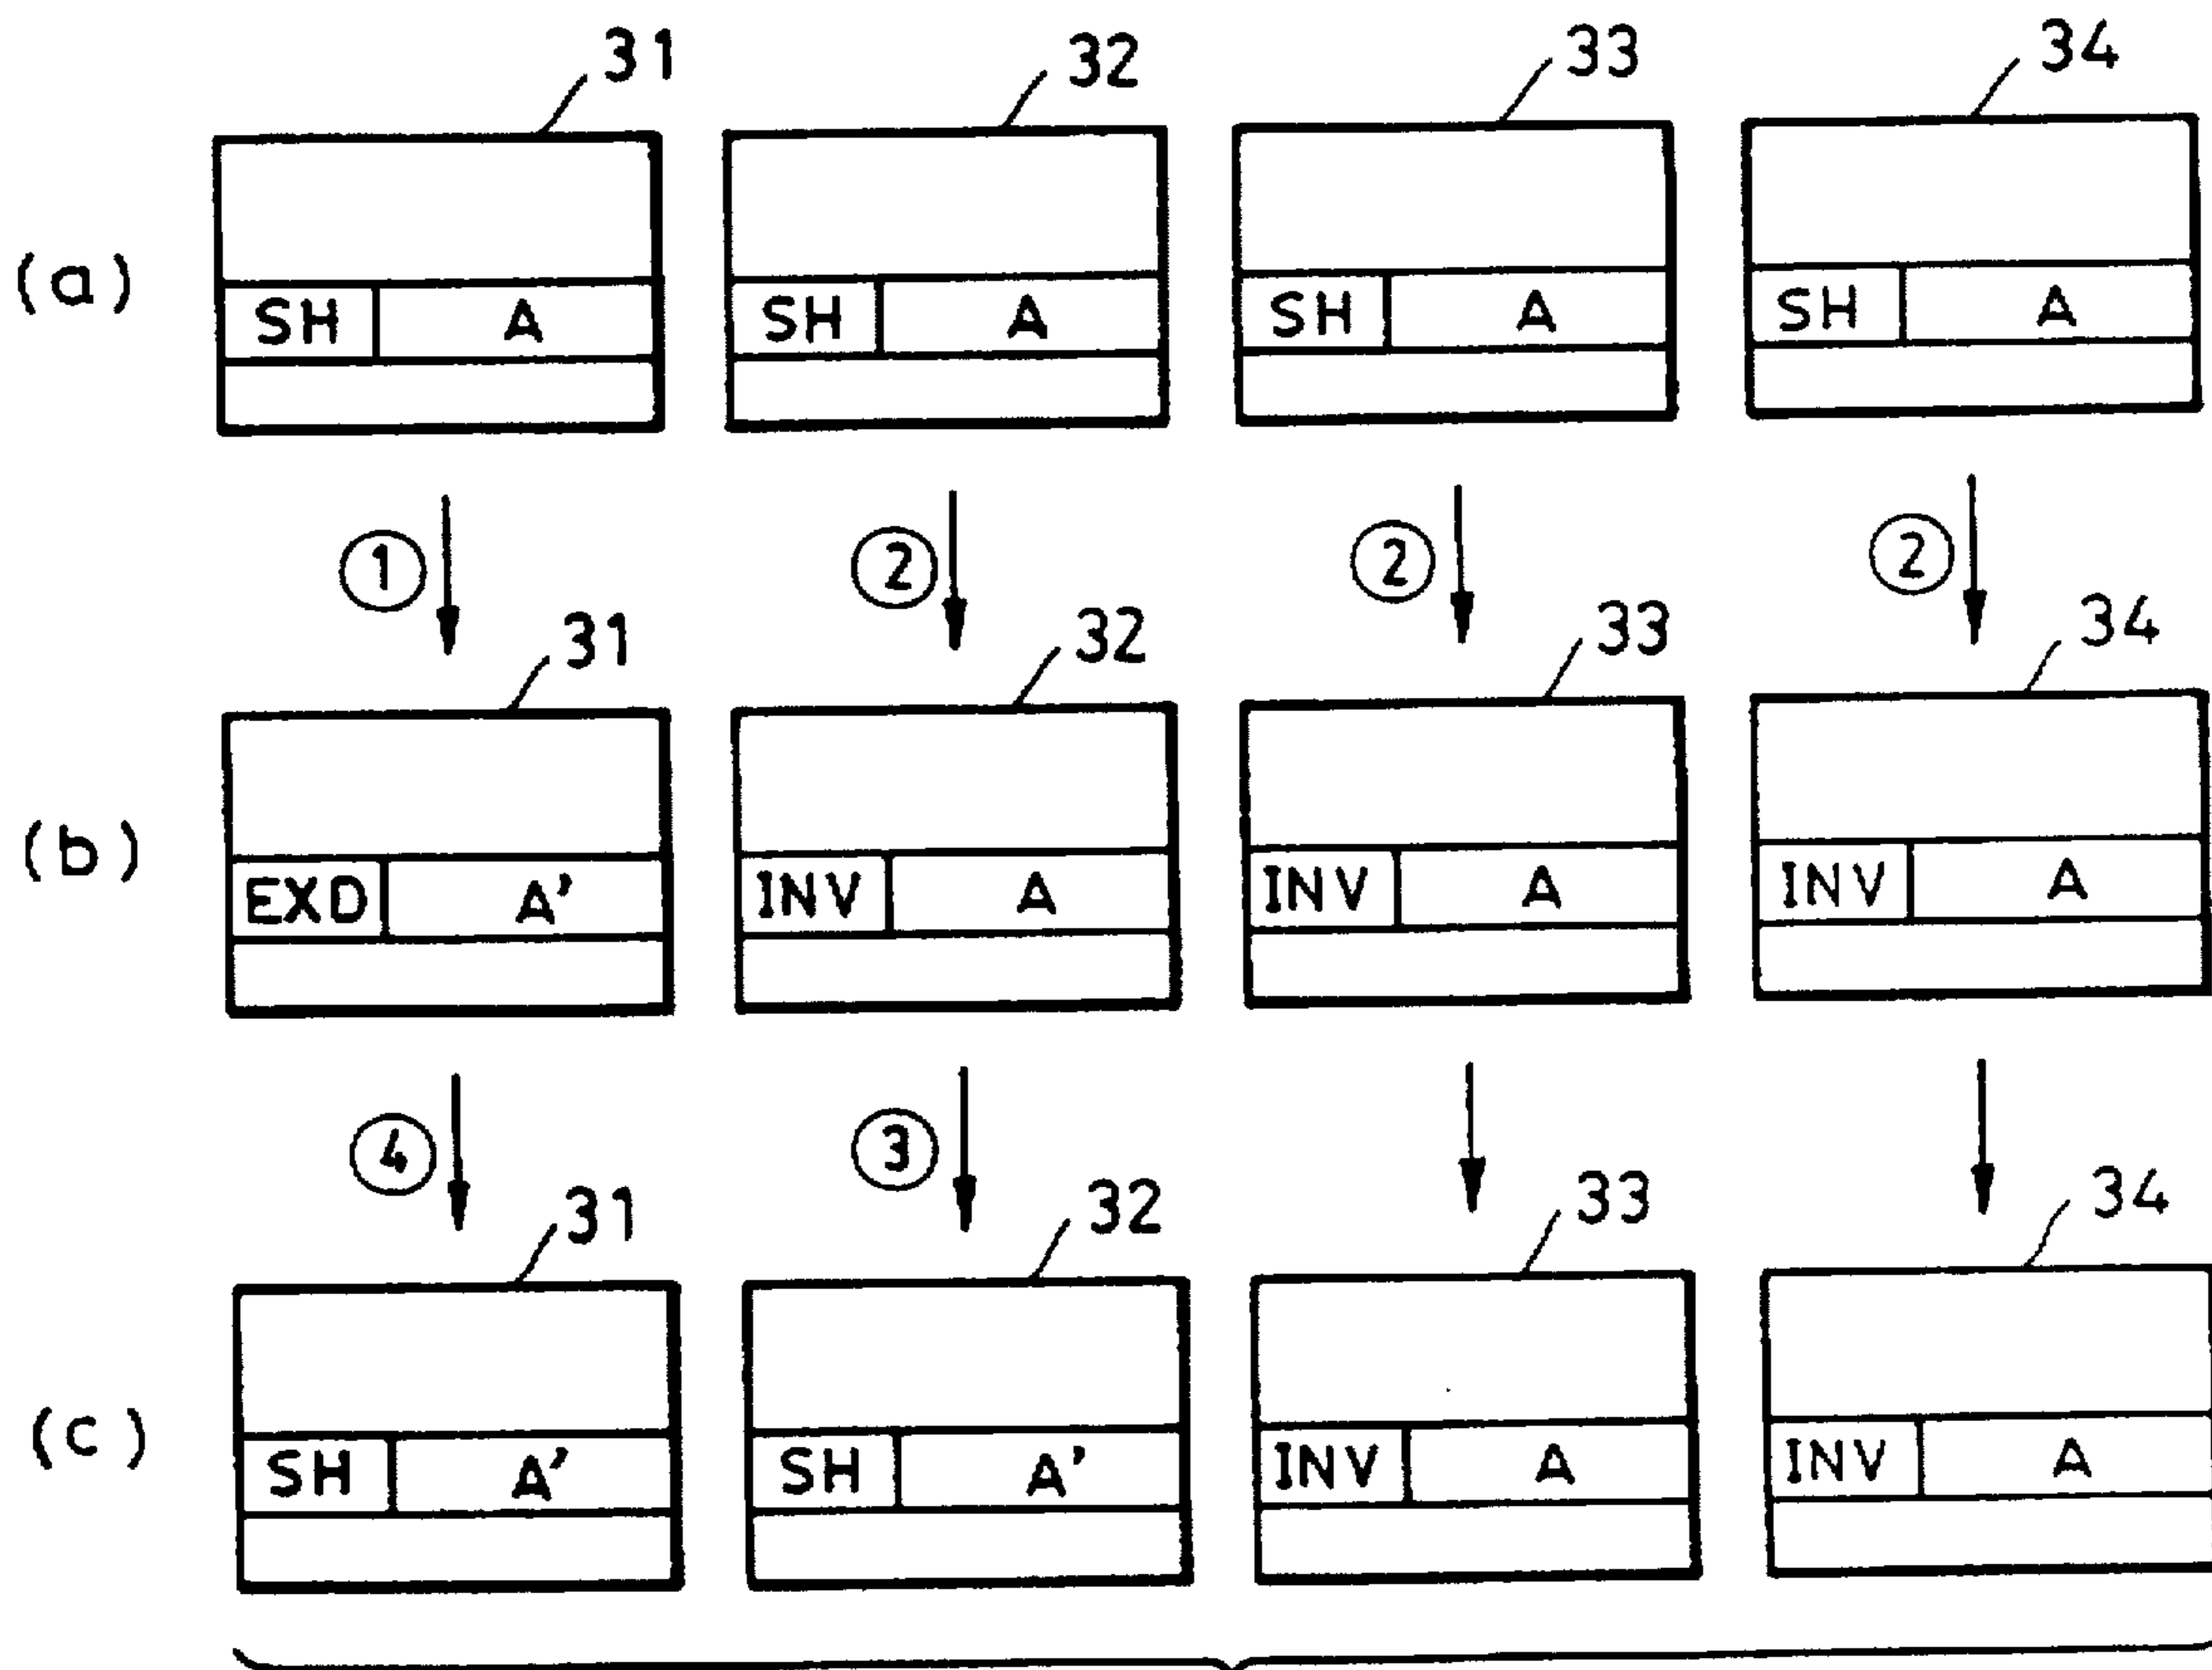 31 32 33 34
(a) SH A SH A SH A SH A
① ② ② ②
31 32 33 34
(b) EXD A' INV A INV A INV A
④ ③
31 32 33 34
(c) SH A' SH A' INV A INV A